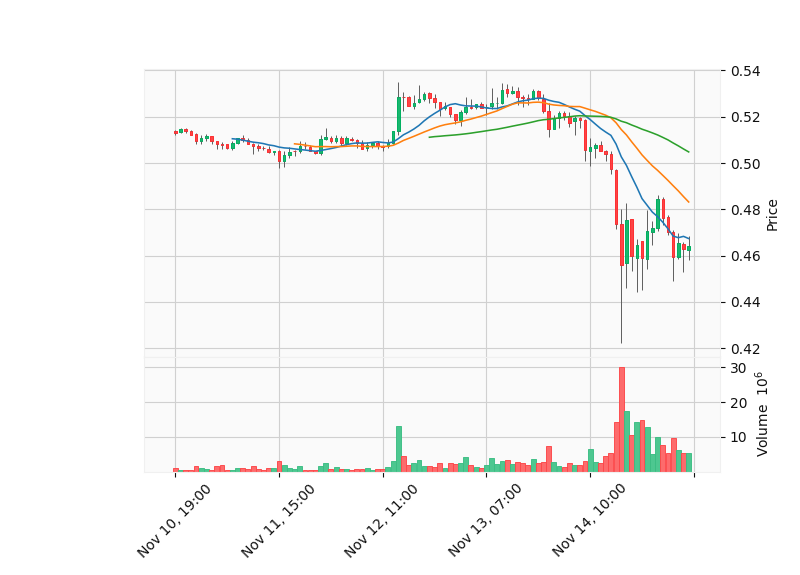 0.54
0.52
0.50
0.48
0.46
0.44
0.42
Price
30
20
10
Volume 10^6
Nov 10, 19:00
Nov 11, 15:00
Nov 12, 11:00
Nov 13, 07:00
Nov 14, 10:00